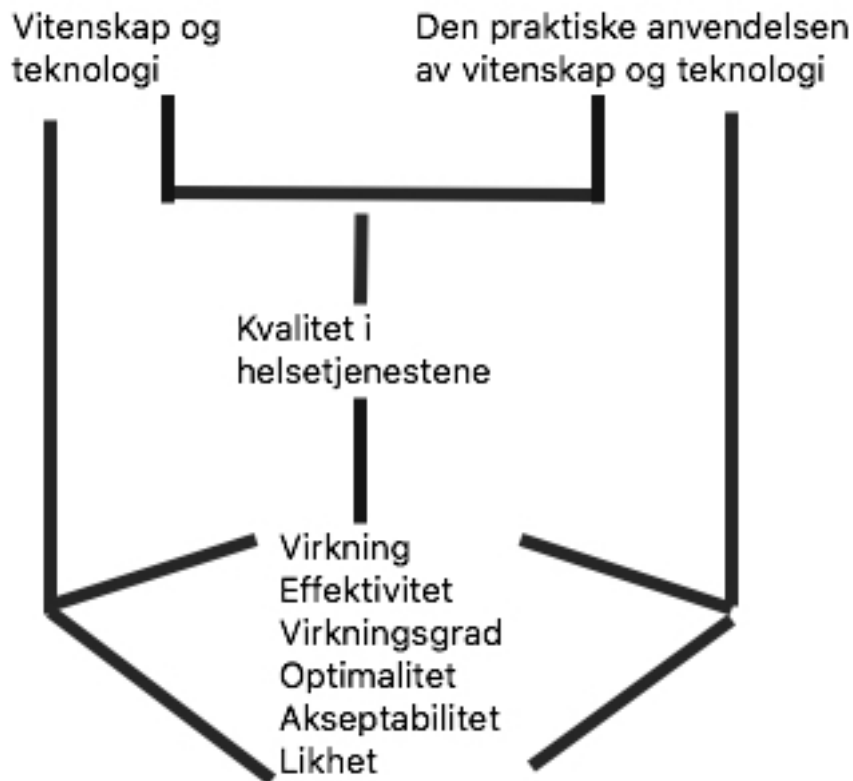 Vitenskap og
teknologi
Den praktiske anvendelsen
av vitenskap og teknologi
Kvalitet i
helsetjenestene
Virkning
Effektivitet
Virkningsgrad
Optimalitet
Akseptabilitet
Likhet